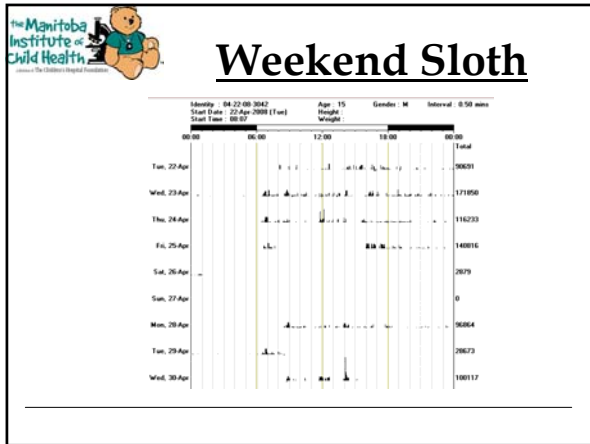 the Manitoba
Institute of
Child Health
Weekend Sloth
Identity : 04-22-08-3042 Age : 15 Gender : M Interval : 0.50 mins
Start Date : 22-Apr-2008 (Tue) Height :
Start Time : 08:07 Weight :
00:00 06:00 12:00 18:00 00:00
Total
Tue, 22-Apr 90691
Wed, 23-Apr 171850
Thu, 24-Apr 116233
Fri, 25-Apr 140816
Sat, 26-Apr 2879
Sun, 27-Apr 0
Mon, 28-Apr 96864
Tue, 29-Apr 28673
Wed, 30-Apr 100117